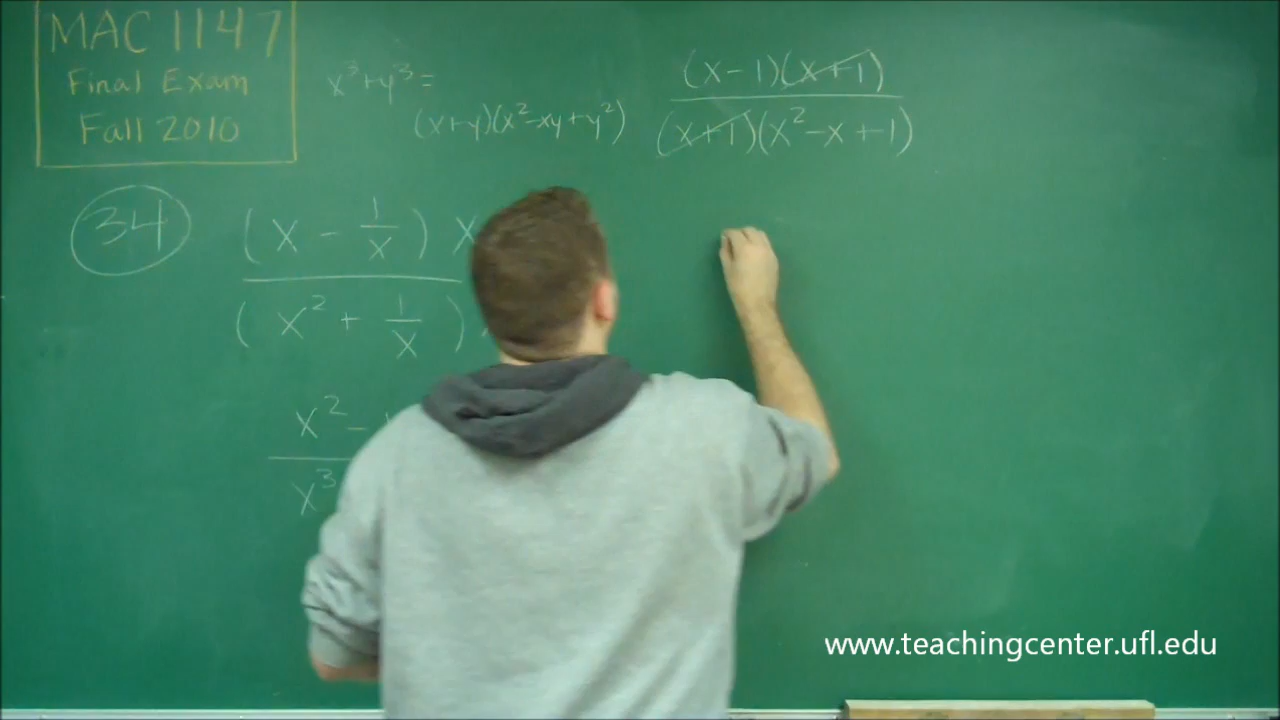 MAC 1147
Final Exam
Fall 2010
x³+y³=
(x+y)(x²-xy+y²)
(x-1)(x+1)
(x+1)(x²-x+1)
34
(x - 1/x) x
(x² + 1/x)
x² -
x³
www.teachingcenter.ufl.edu